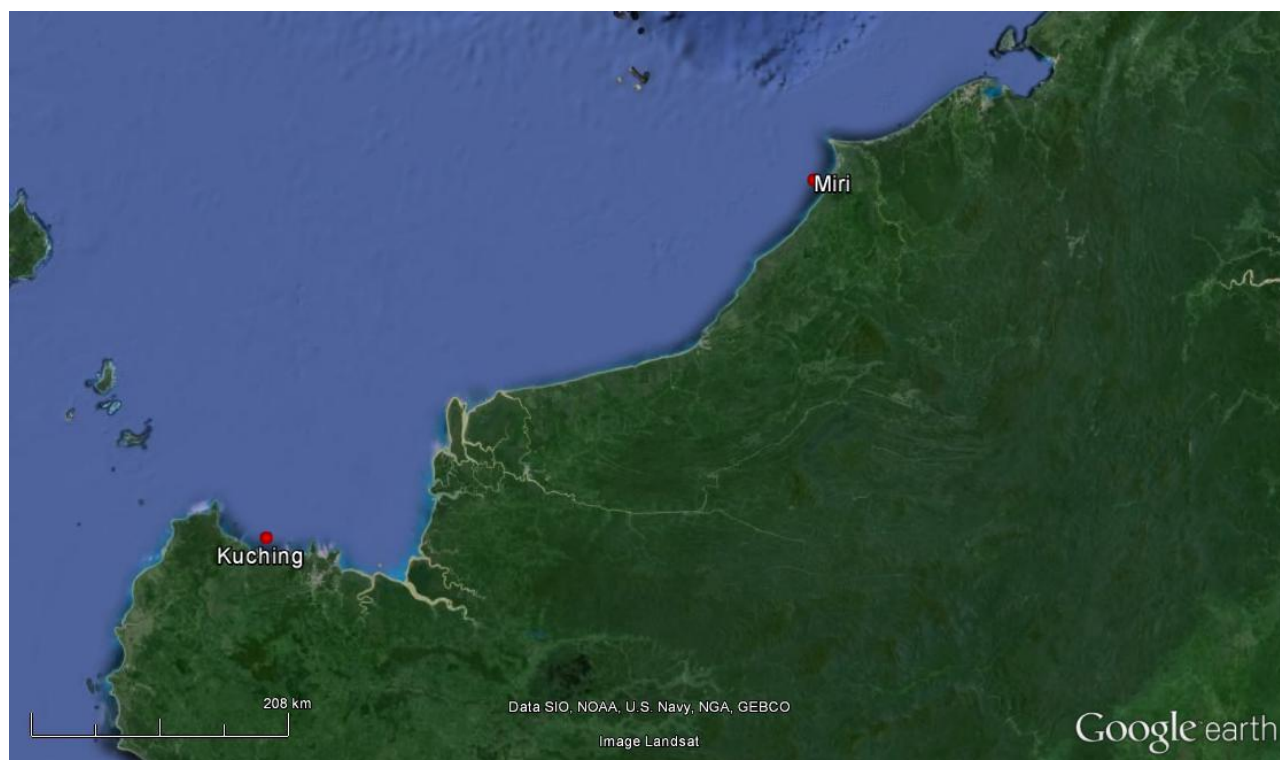 Miri
Kuching
208 km
Data SIO, NOAA, U.S. Navy, NGA, GEBCO
Image Landsat
Google earth